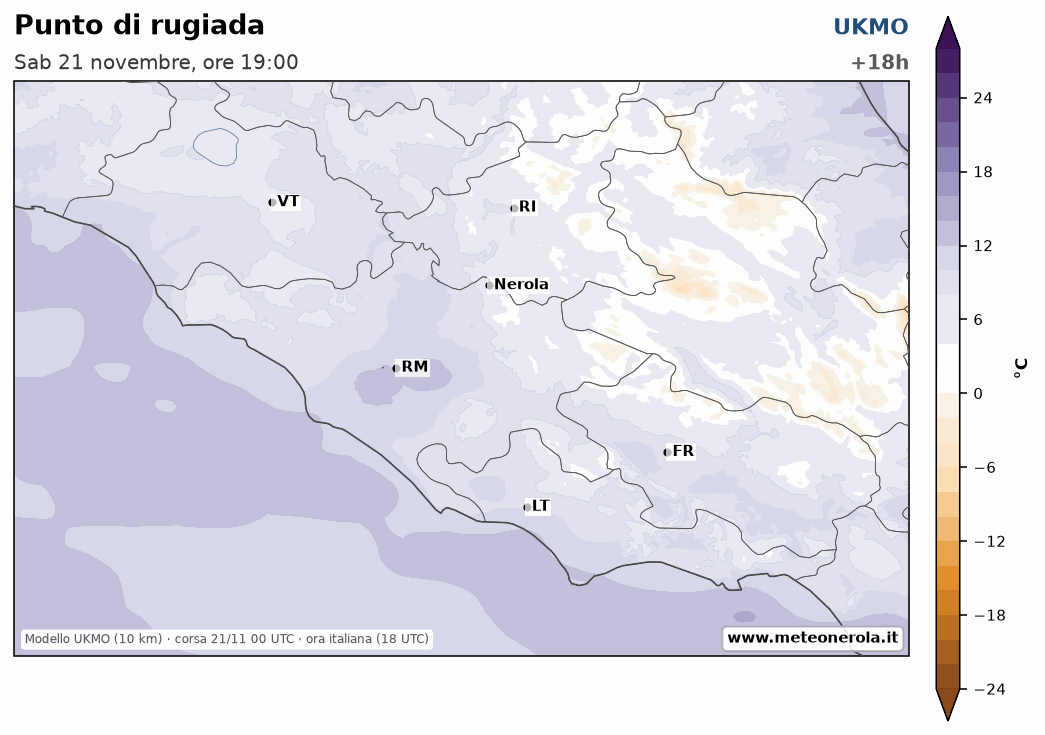 Punto di rugiada
UKMO
Sab 21 novembre, ore 19:00
+18h
VT
RI
Nerola
RM
FR
LT
24
18
12
6
0
−6
−12
−18
−24
°C
Modello UKMO (10 km) · corsa 21/11 00 UTC · ora italiana (18 UTC)
www.meteonerola.it